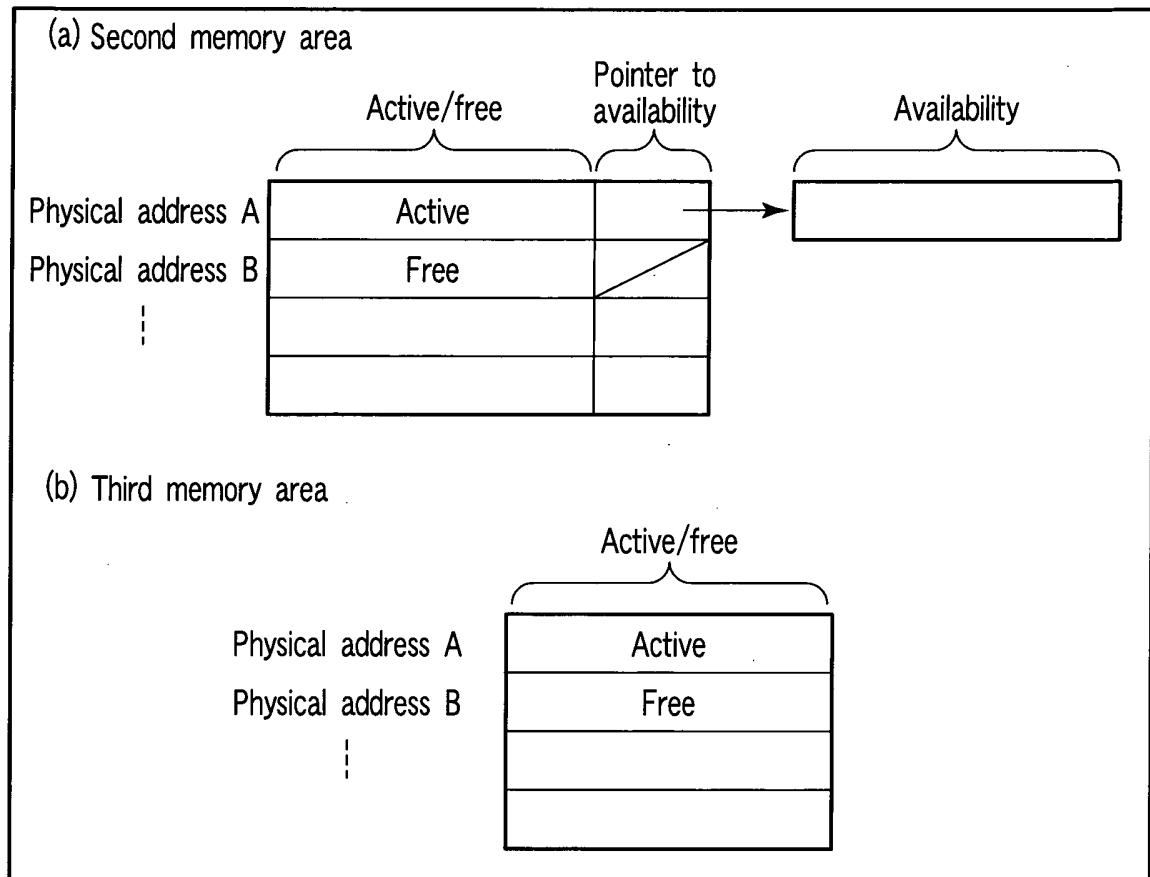 (a) Second memory area
Pointer to
availability
Active/free
Availability
Physical address A
Active
Physical address B
Free
(b) Third memory area
Active/free
Physical address A
Active
Physical address B
Free